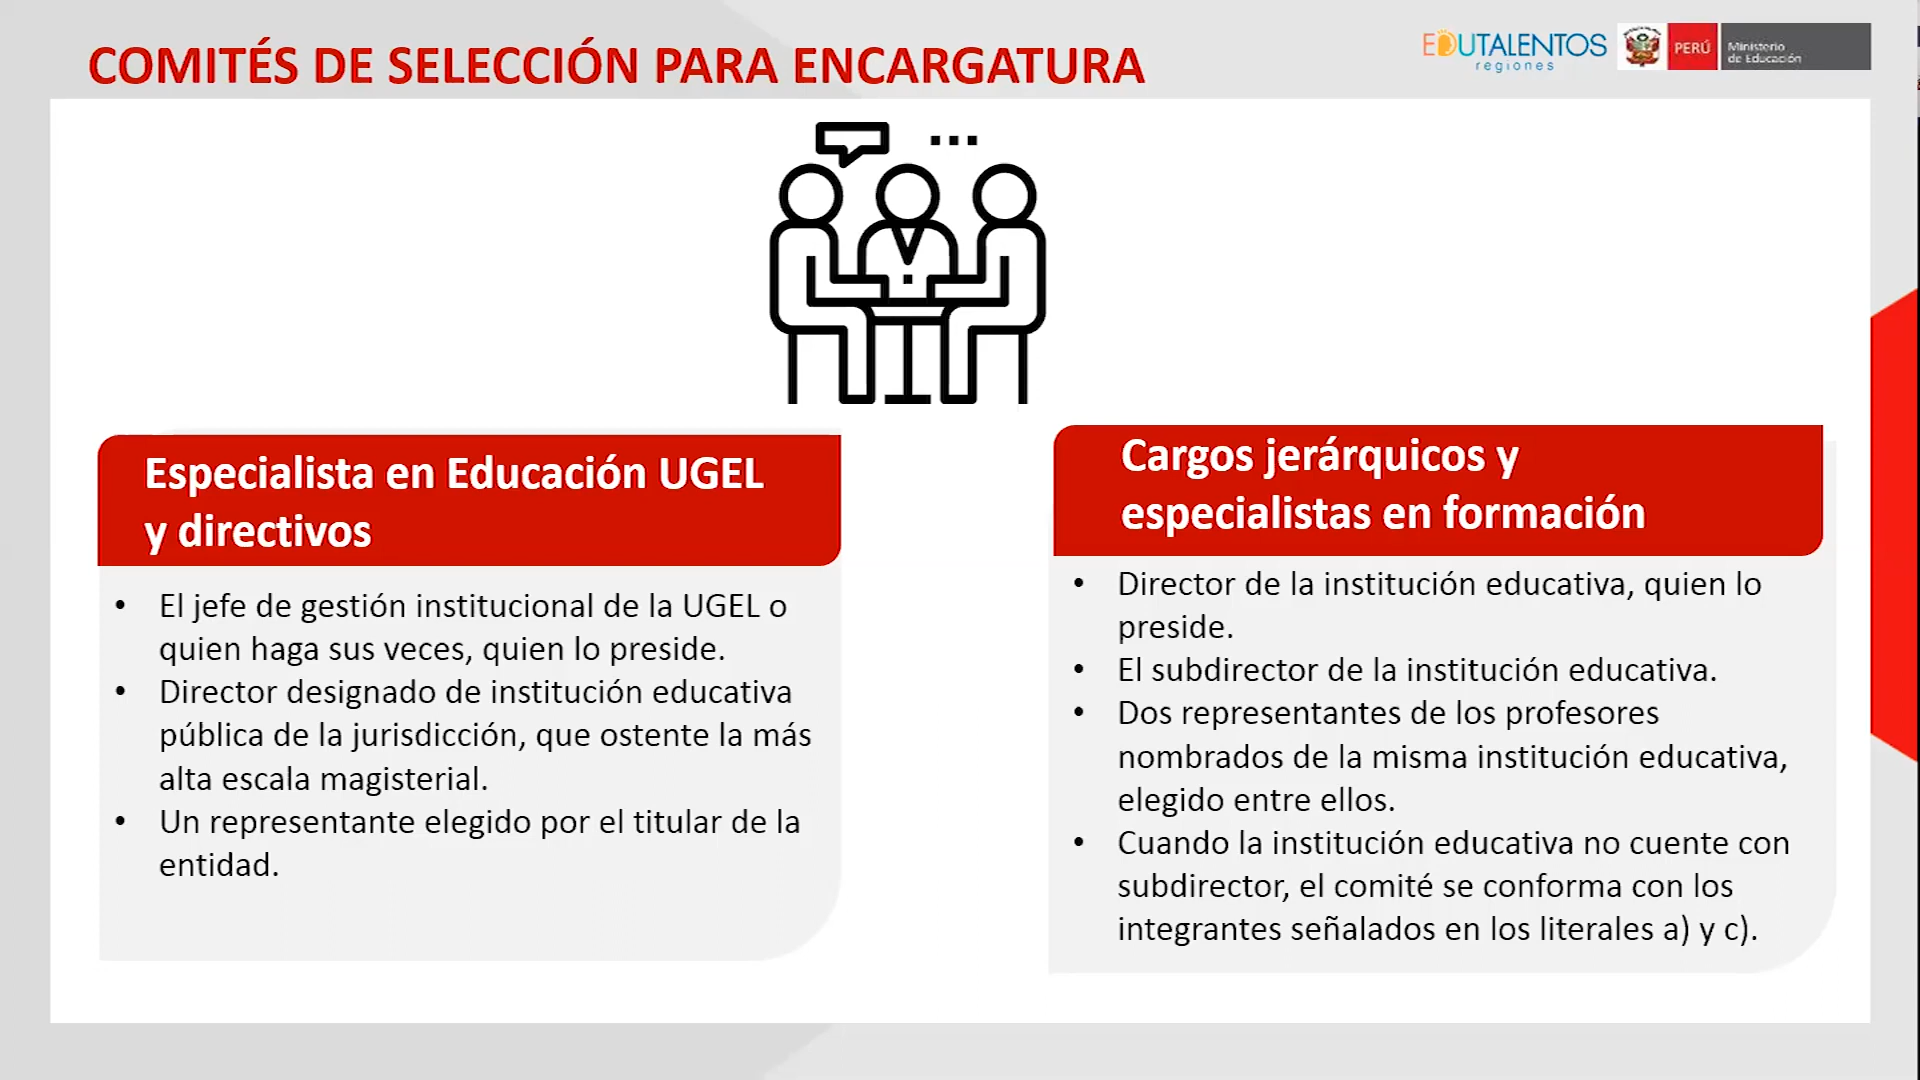 COMITÉS DE SELECCIÓN PARA ENCARGATURA
EDUTALENTOS
regiones
PERÚ
Ministerio
de Educación
Especialista en Educación UGEL
y directivos
• El jefe de gestión institucional de la UGEL o
quien haga sus veces, quien lo preside.
• Director designado de institución educativa
pública de la jurisdicción, que ostente la más
alta escala magisterial.
• Un representante elegido por el titular de la
entidad.
Cargos jerárquicos y
especialistas en formación
• Director de la institución educativa, quien lo
preside.
• El subdirector de la institución educativa.
• Dos representantes de los profesores
nombrados de la misma institución educativa,
elegido entre ellos.
• Cuando la institución educativa no cuente con
subdirector, el comité se conforma con los
integrantes señalados en los literales a) y c).